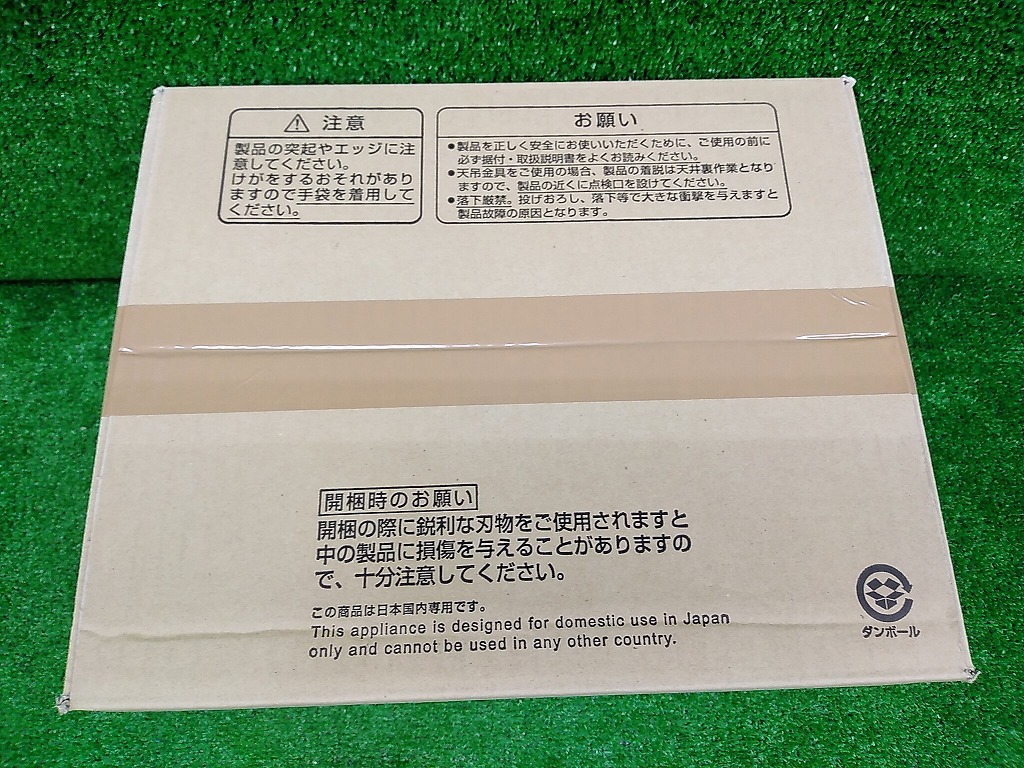 注意
製品の突起やエッジに注
意してください。
けがをするおそれがあり
ますので手袋を着用して
ください。
お願い
●製品を正しく安全にお使いいただくために、ご使用の前に
必ず据付・取扱説明書をよくお読みください。
●天吊金具をご使用の場合、製品の着脱は天井裏作業となり
ますので、製品の近くに点検口を設けてください。
●落下厳禁。投げおろし、落下等で大きな衝撃を与えますと
製品故障の原因となります。
開梱時のお願い
開梱の際に鋭利な刃物をご使用されますと
中の製品に損傷を与えることがありますの
で、十分注意してください。
この商品は日本国内専用です。
This appliance is designed for domestic use in Japan
only and cannot be used in any other country.
ダンボール